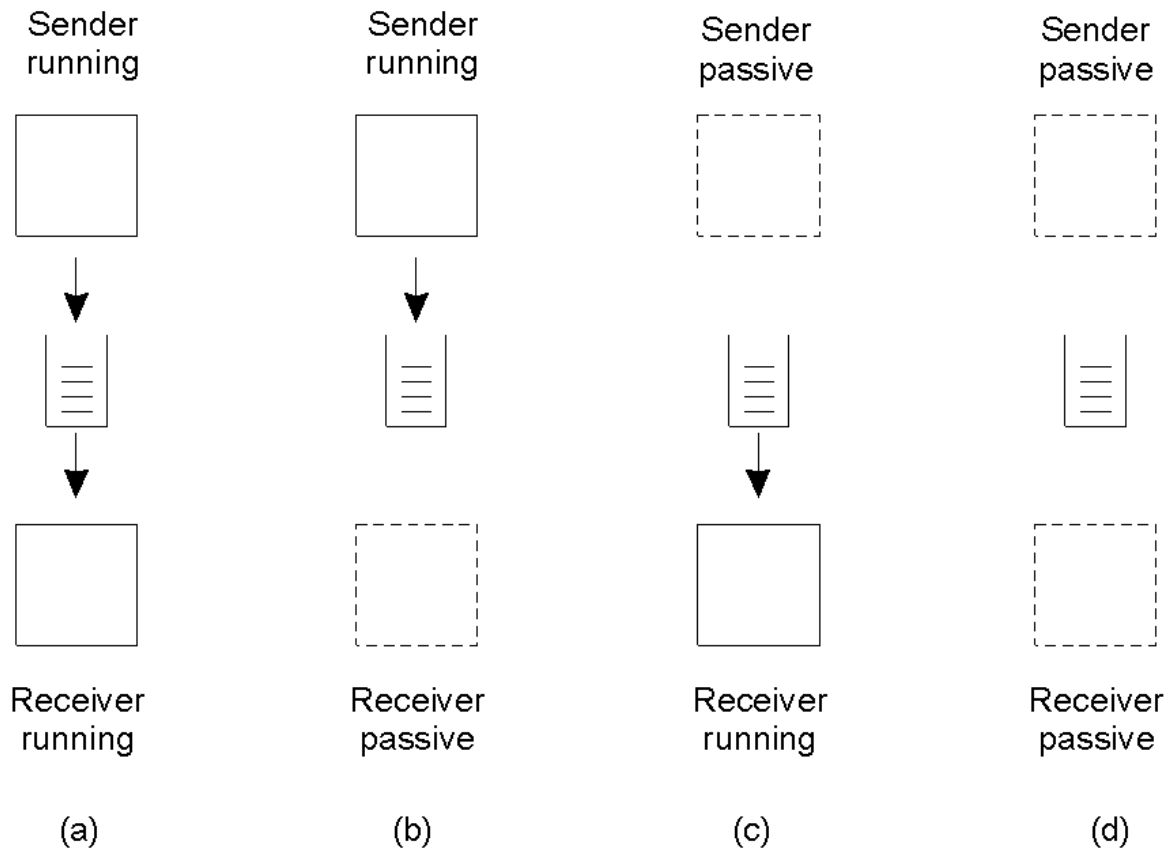 Sender
running
Sender
running
Sender
passive
Sender
passive
Receiver
running
Receiver
passive
Receiver
running
Receiver
passive
(a)
(b)
(c)
(d)